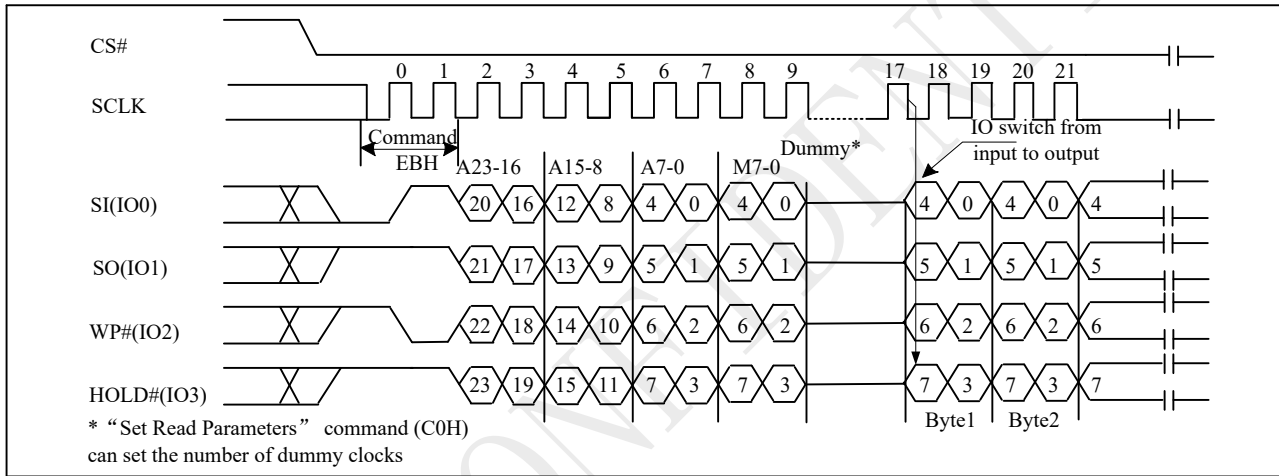 CS#
0 1 2 3 4 5 6 7 8 9 17 18 19 20 21
SCLK
Command
EBH
Dummy*
IO switch from
input to output
A23-16 A15-8 A7-0 M7-0
SI(IO0) 20 16 12 8 4 0 4 0 4 0 4 0 4
SO(IO1) 21 17 13 9 5 1 5 1 5 1 5 1 5
WP#(IO2) 22 18 14 10 6 2 6 2 6 2 6 2 6
HOLD#(IO3) 23 19 15 11 7 3 7 3 7 3 7 3 7
Byte1 Byte2
* “Set Read Parameters” command (C0H)
can set the number of dummy clocks